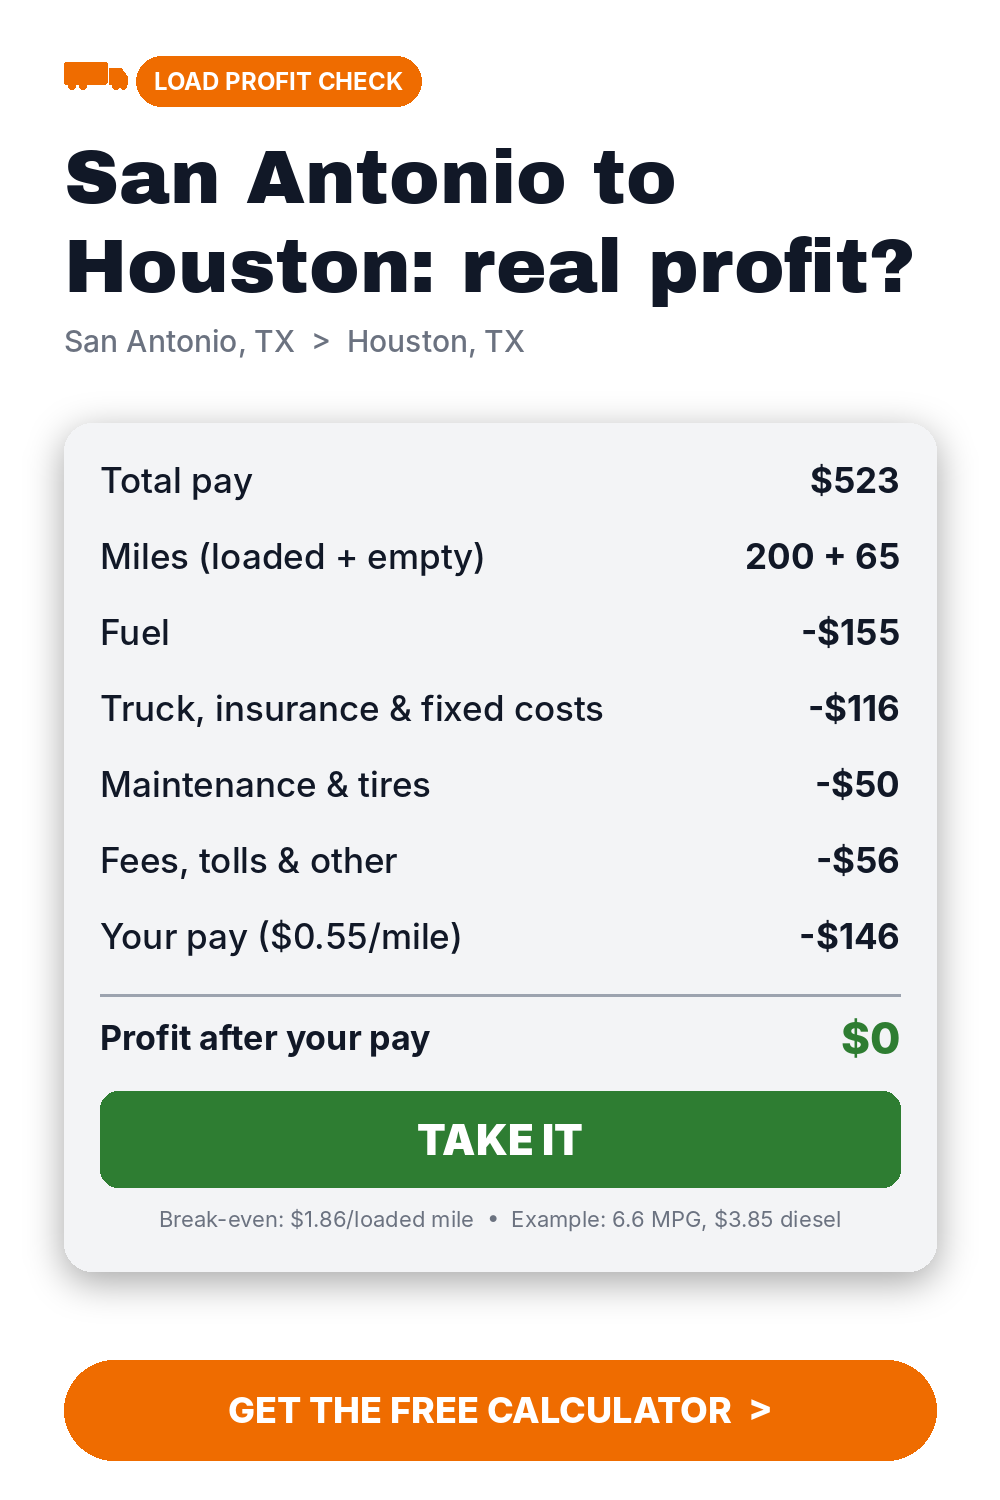 LOAD PROFIT CHECK
San Antonio to
Houston: real profit?
San Antonio, TX > Houston, TX
Total pay $523
Miles (loaded + empty) 200 + 65
Fuel -$155
Truck, insurance & fixed costs -$116
Maintenance & tires -$50
Fees, tolls & other -$56
Your pay ($0.55/mile) -$146
Profit after your pay $0
TAKE IT
Break-even: $1.86/loaded mile • Example: 6.6 MPG, $3.85 diesel
GET THE FREE CALCULATOR >